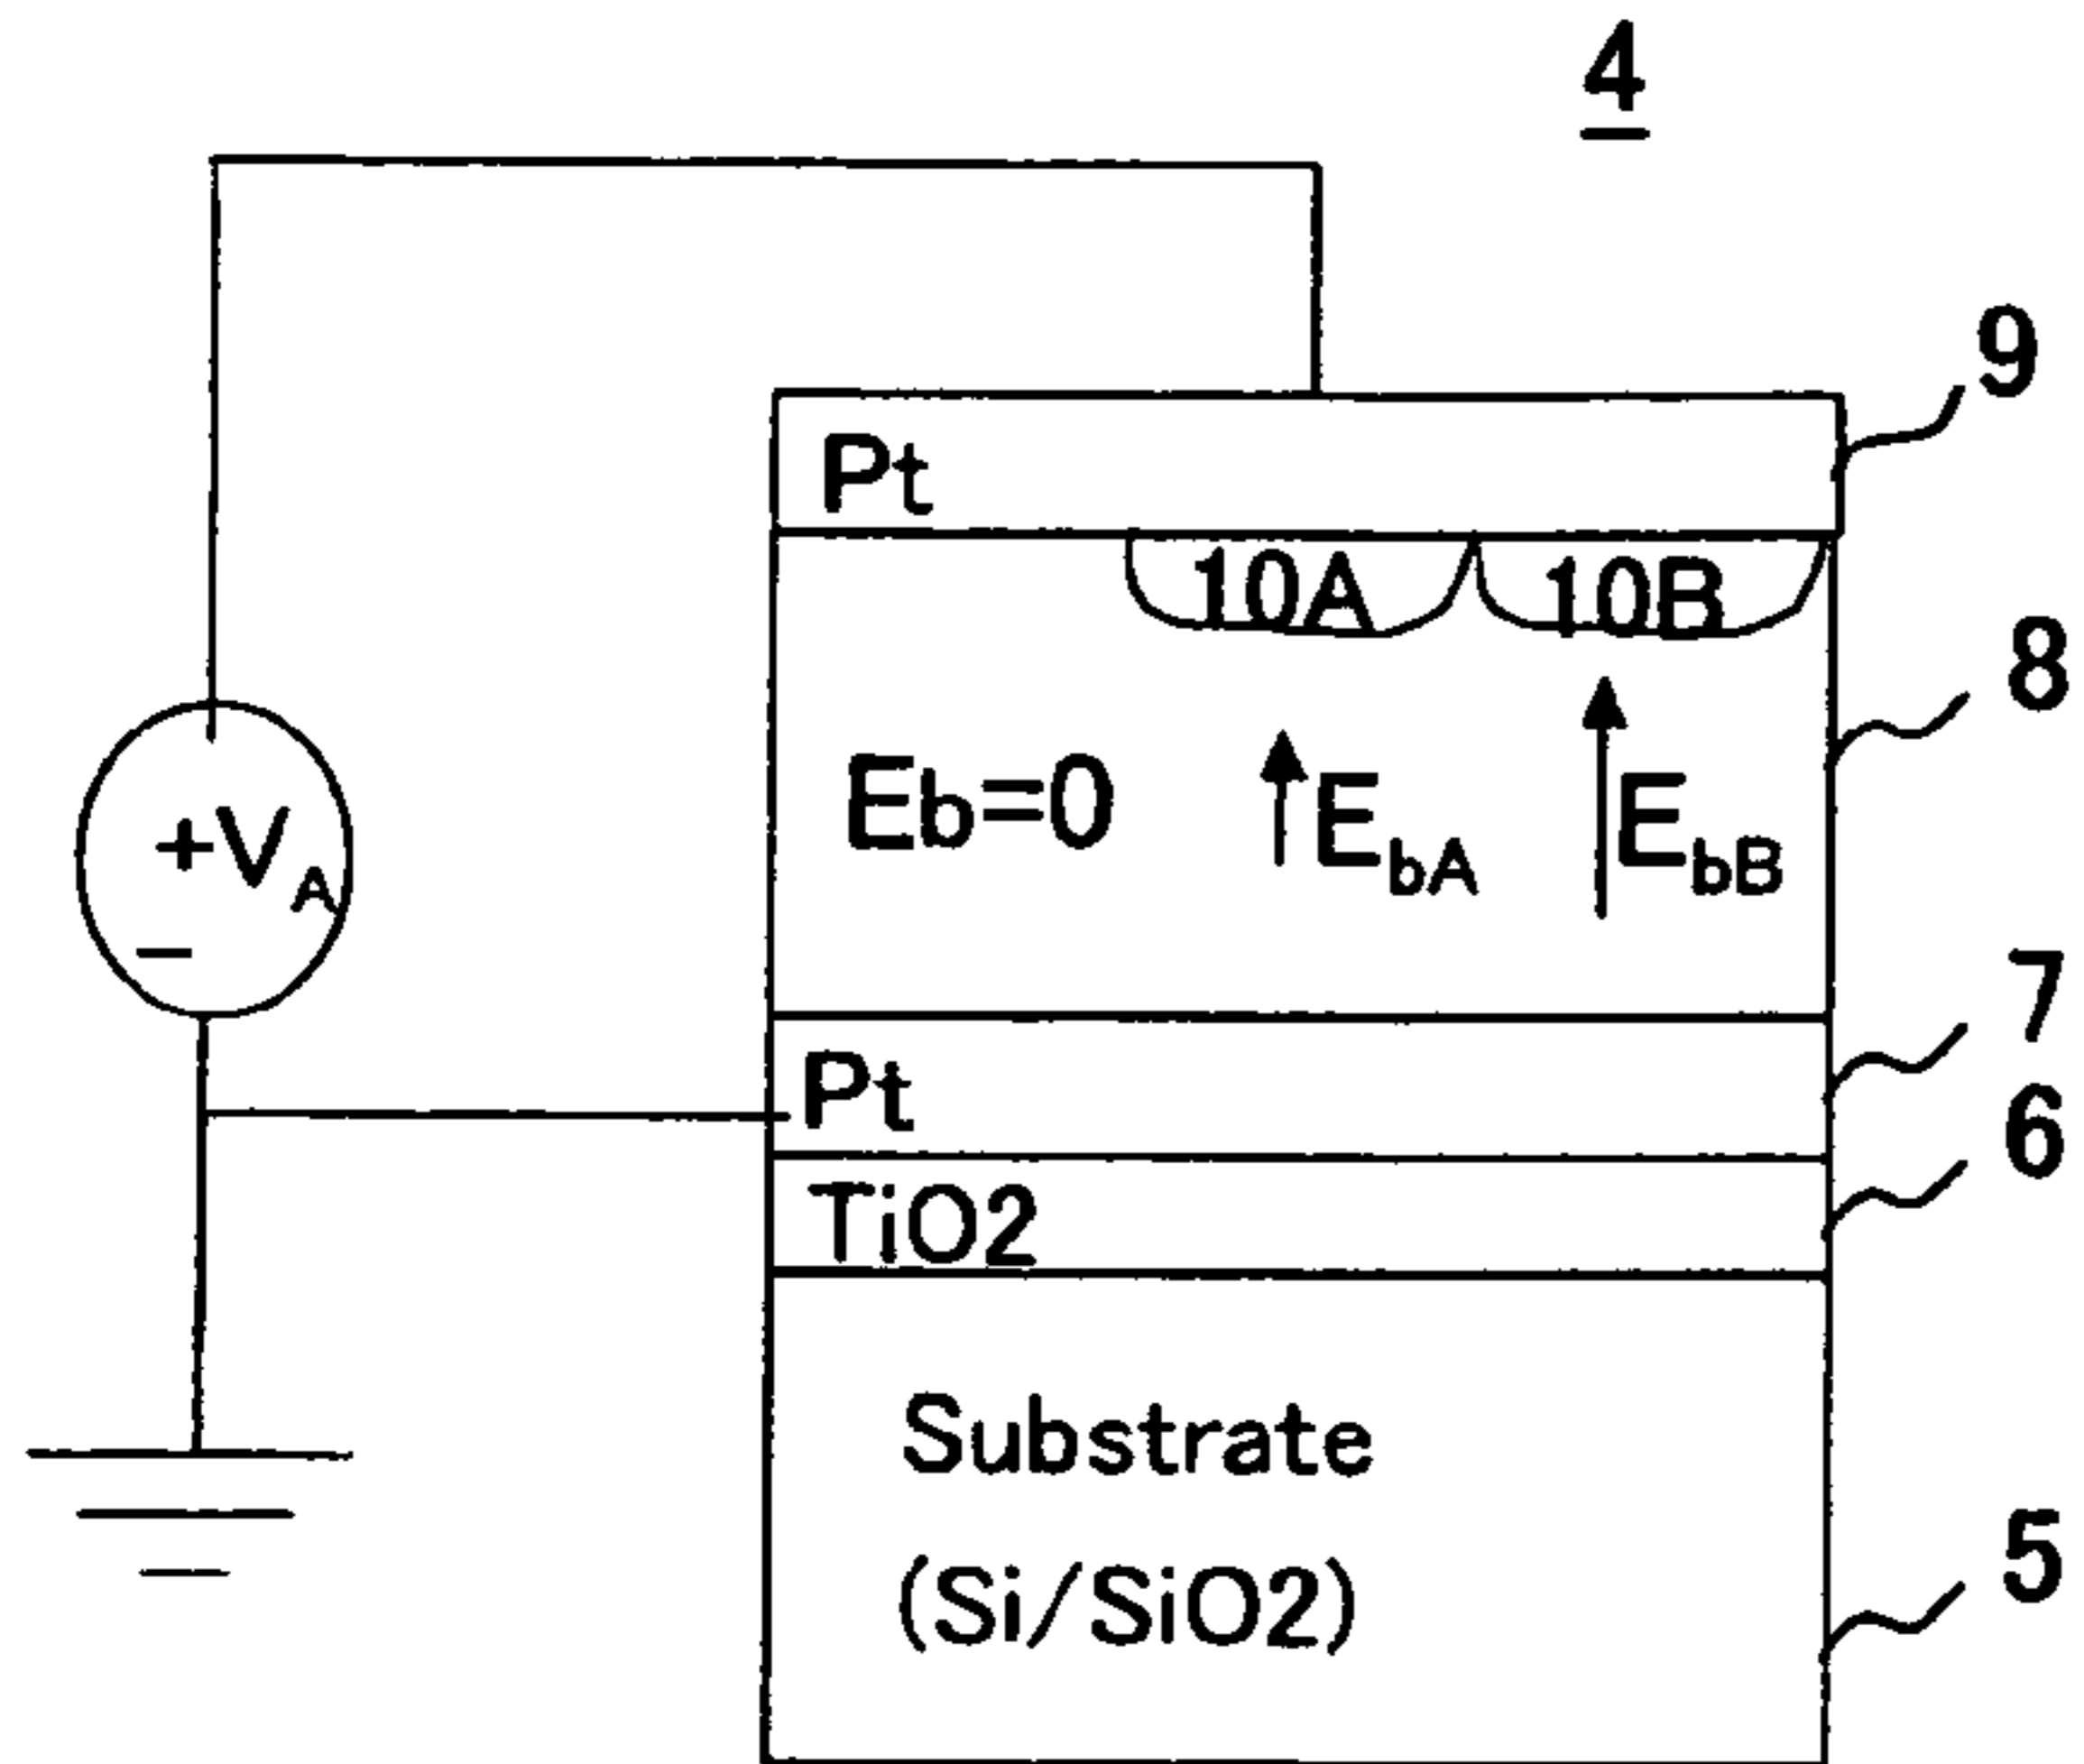 4
9
Pt
10A 10B
8
Eb=0 EbA EbB
+VA
−
7
Pt
6
TiO2
Substrate
5
(Si/SiO2)